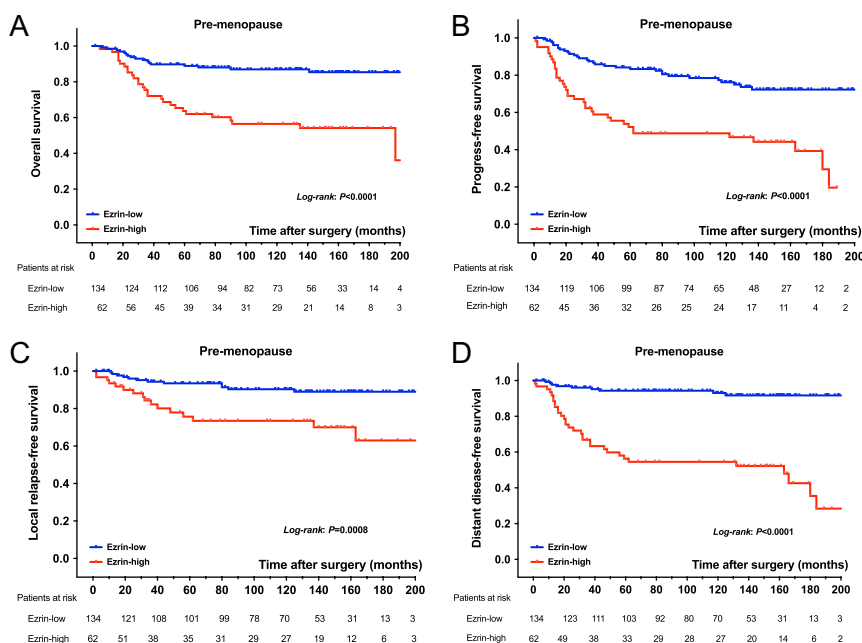 A
Pre-menopause
1.0
0.8
0.6
0.4
0.2
0.0
Overall survival
Log-rank: P<0.0001
Ezrin-low
Ezrin-high
Time after surgery (months)
0 20 40 60 80 100 120 140 160 180 200
Patients at risk
Ezrin-low 134 124 112 106 94 82 73 56 33 14 4
Ezrin-high 62 56 45 39 34 31 29 21 14 8 3
B
Pre-menopause
1.0
0.8
0.6
0.4
0.2
0.0
Progress-free survival
Log-rank: P<0.0001
Ezrin-low
Ezrin-high
Time after surgery (months)
0 20 40 60 80 100 120 140 160 180 200
Patients at risk
Ezrin-low 134 119 106 99 87 74 65 48 27 12 2
Ezrin-high 62 45 36 32 26 25 24 17 11 4 2
C
Pre-menopause
1.0
0.8
0.6
0.4
0.2
0.0
Local relapse-free survival
Log-rank: P=0.0008
Ezrin-low
Ezrin-high
Time after surgery (months)
0 20 40 60 80 100 120 140 160 180 200
Patients at risk
Ezrin-low 134 121 108 101 99 78 70 53 31 13 3
Ezrin-high 62 51 38 35 31 29 27 19 12 6 3
D
Pre-menopause
1.0
0.8
0.6
0.4
0.2
0.0
Distant disease-free survival
Log-rank: P<0.0001
Ezrin-low
Ezrin-high
Time after surgery (months)
0 20 40 60 80 100 120 140 160 180 200
Patients at risk
Ezrin-low 134 123 111 103 92 80 70 53 31 13 3
Ezrin-high 62 49 38 33 29 28 27 20 14 6 2